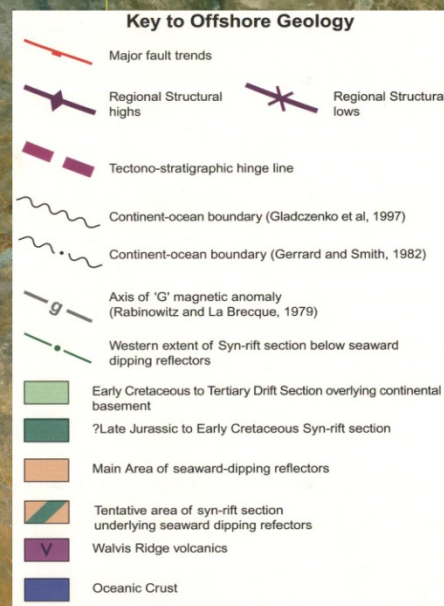 Key to Offshore Geology
Major fault trends
Regional Structural
highs
Regional Structura
lows
Tectono-stratigraphic hinge line
Continent-ocean boundary (Gladczenko et al, 1997)
Continent-ocean boundary (Gerrard and Smith, 1982)
g
Axis of 'G' magnetic anomaly
(Rabinowitz and La Brecque, 1979)
Western extent of Syn-rift section below seaward
dipping reflectors
Early Cretaceous to Tertiary Drift Section overlying continental
basement
?Late Jurassic to Early Cretaceous Syn-rift section
Main Area of seaward-dipping reflectors
Tentative area of syn-rift section
underlying seaward dipping refectors
V
Walvis Ridge volcanics
Oceanic Crust